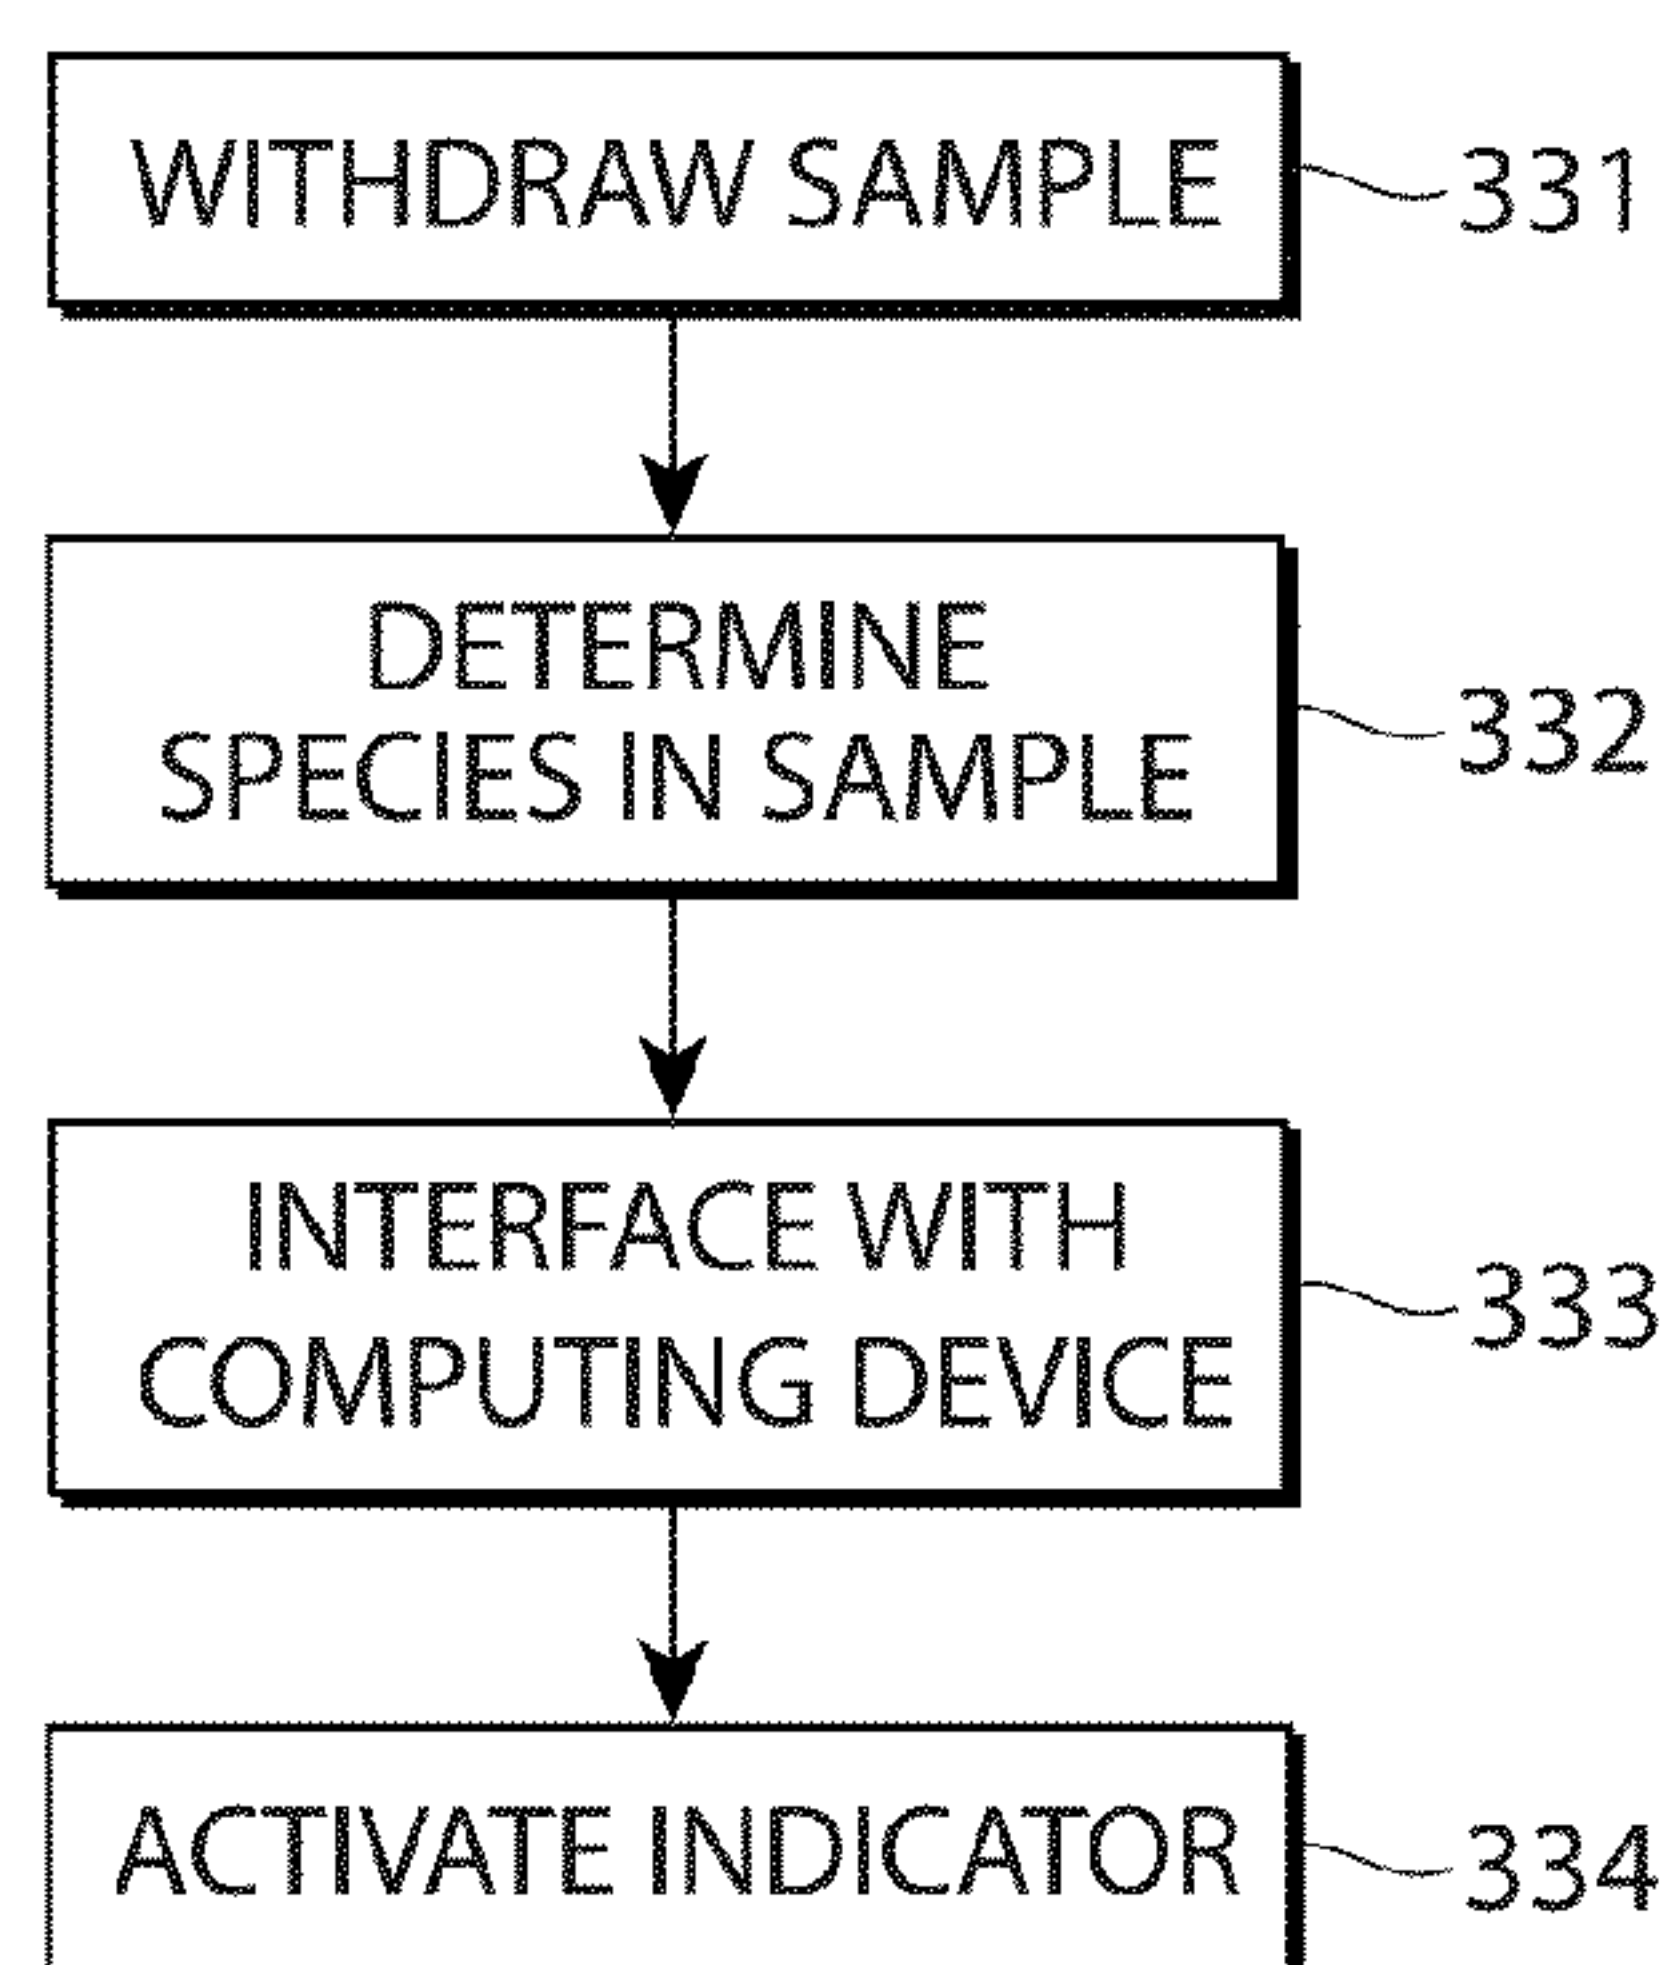 WITHDRAW SAMPLE
331
DETERMINE
SPECIES IN SAMPLE
332
INTERFACE WITH
COMPUTING DEVICE
333
ACTIVATE INDICATOR
334